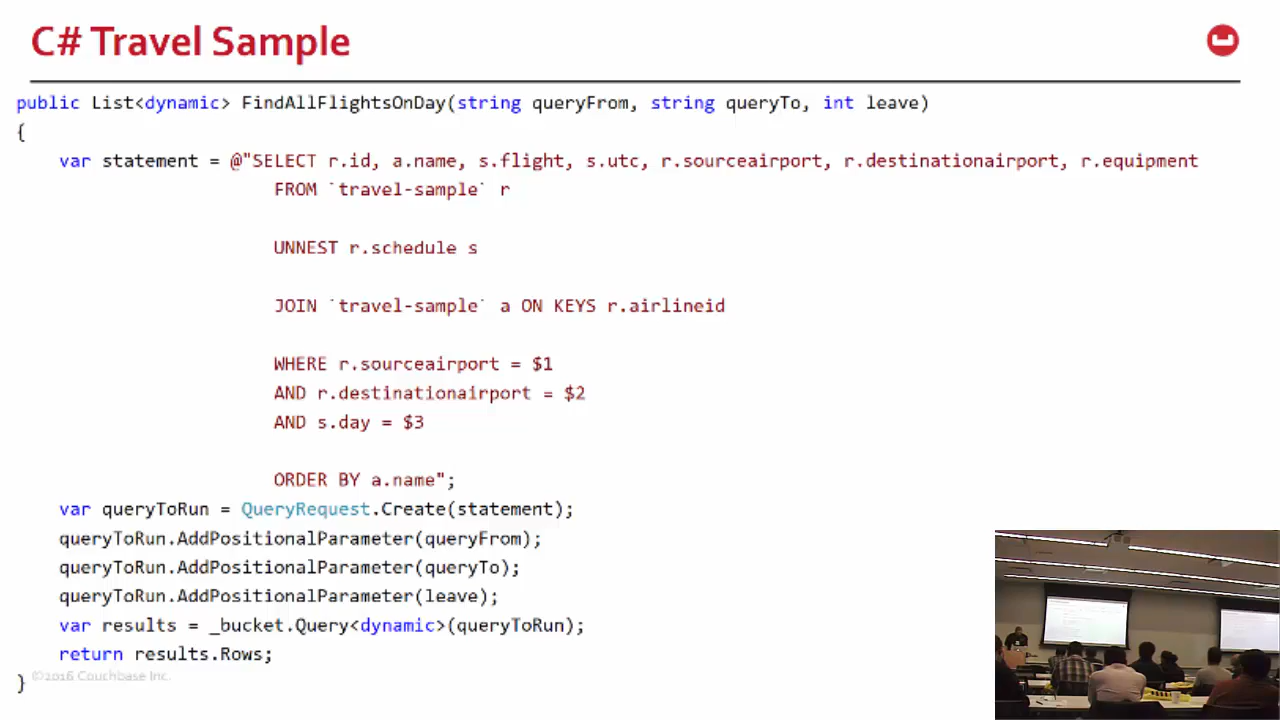 C# Travel Sample
public List<dynamic> FindAllFlightsOnDay(string queryFrom, string queryTo, int leave)
{
var statement = @"SELECT r.id, a.name, s.flight, s.utc, r.sourceairport, r.destinationairport, r.equipment
FROM `travel-sample` r
UNNEST r.schedule s
JOIN `travel-sample` a ON KEYS r.airlineid
WHERE r.sourceairport = $1
AND r.destinationairport = $2
AND s.day = $3
ORDER BY a.name";
var queryToRun = QueryRequest.Create(statement);
queryToRun.AddPositionalParameter(queryFrom);
queryToRun.AddPositionalParameter(queryTo);
queryToRun.AddPositionalParameter(leave);
var results = _bucket.Query<dynamic>(queryToRun);
return results.Rows;
©2016 Couchbase Inc.
}